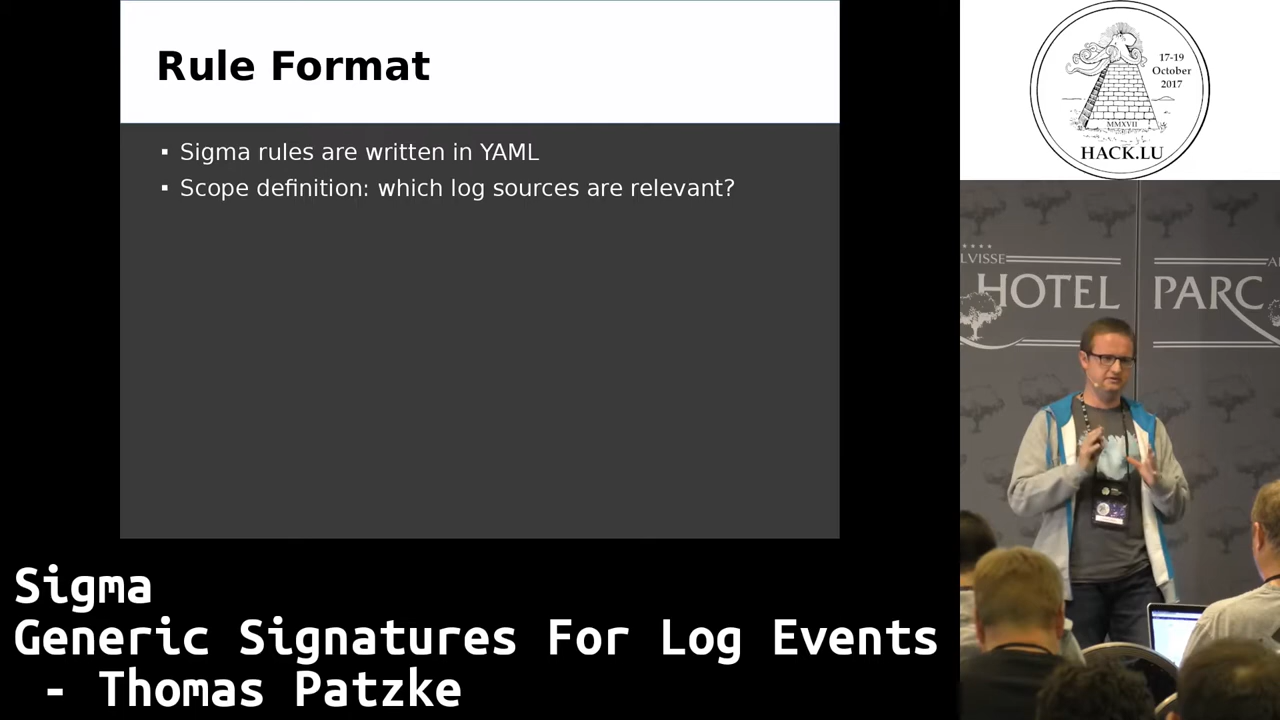 Rule Format
▪ Sigma rules are written in YAML
▪ Scope definition: which log sources are relevant?
17-19
October
2017
MMXVII
HACK.LU
LVISSE
HOTEL PARC
Sigma
Generic Signatures For Log Events
- Thomas Patzke